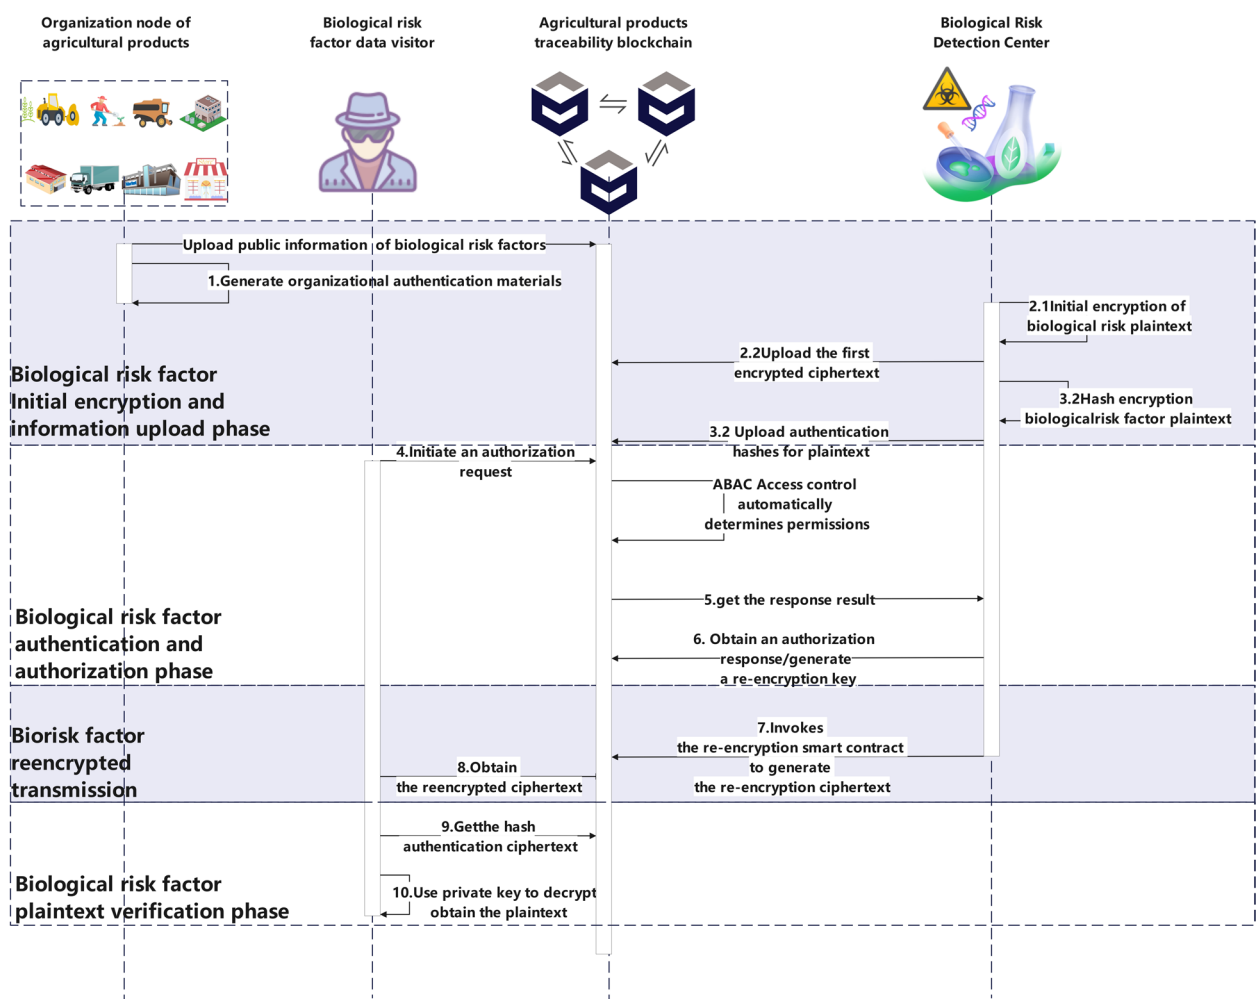 Organization node of
agricultural products
Biological risk
factor data visitor
Agricultural products
traceability blockchain
Biological Risk
Detection Center
Upload public information of biological risk factors
1.Generate organizational authentication materials
2.1Initial encryption of
biological risk plaintext
2.2Upload the first
encrypted ciphertext
3.2Hash encryption
biologicalrisk factor plaintext
Biological risk factor
Initial encryption and
information upload phase
3.2 Upload authentication
hashes for plaintext
4.Initiate an authorization
request
ABAC Access control
automatically
determines permissions
5.get the response result
Biological risk factor
authentication and
authorization phase
6. Obtain an authorization
response/generate
a re-encryption key
Biorisk factor
reencrypted
transmission
7.Invokes
the re-encryption smart contract
to generate
the re-encryption ciphertext
8.Obtain
the reencrypted ciphertext
9.Getthe hash
authentication ciphertext
Biological risk factor
plaintext verification phase
10.Use private key to decrypt
obtain the plaintext